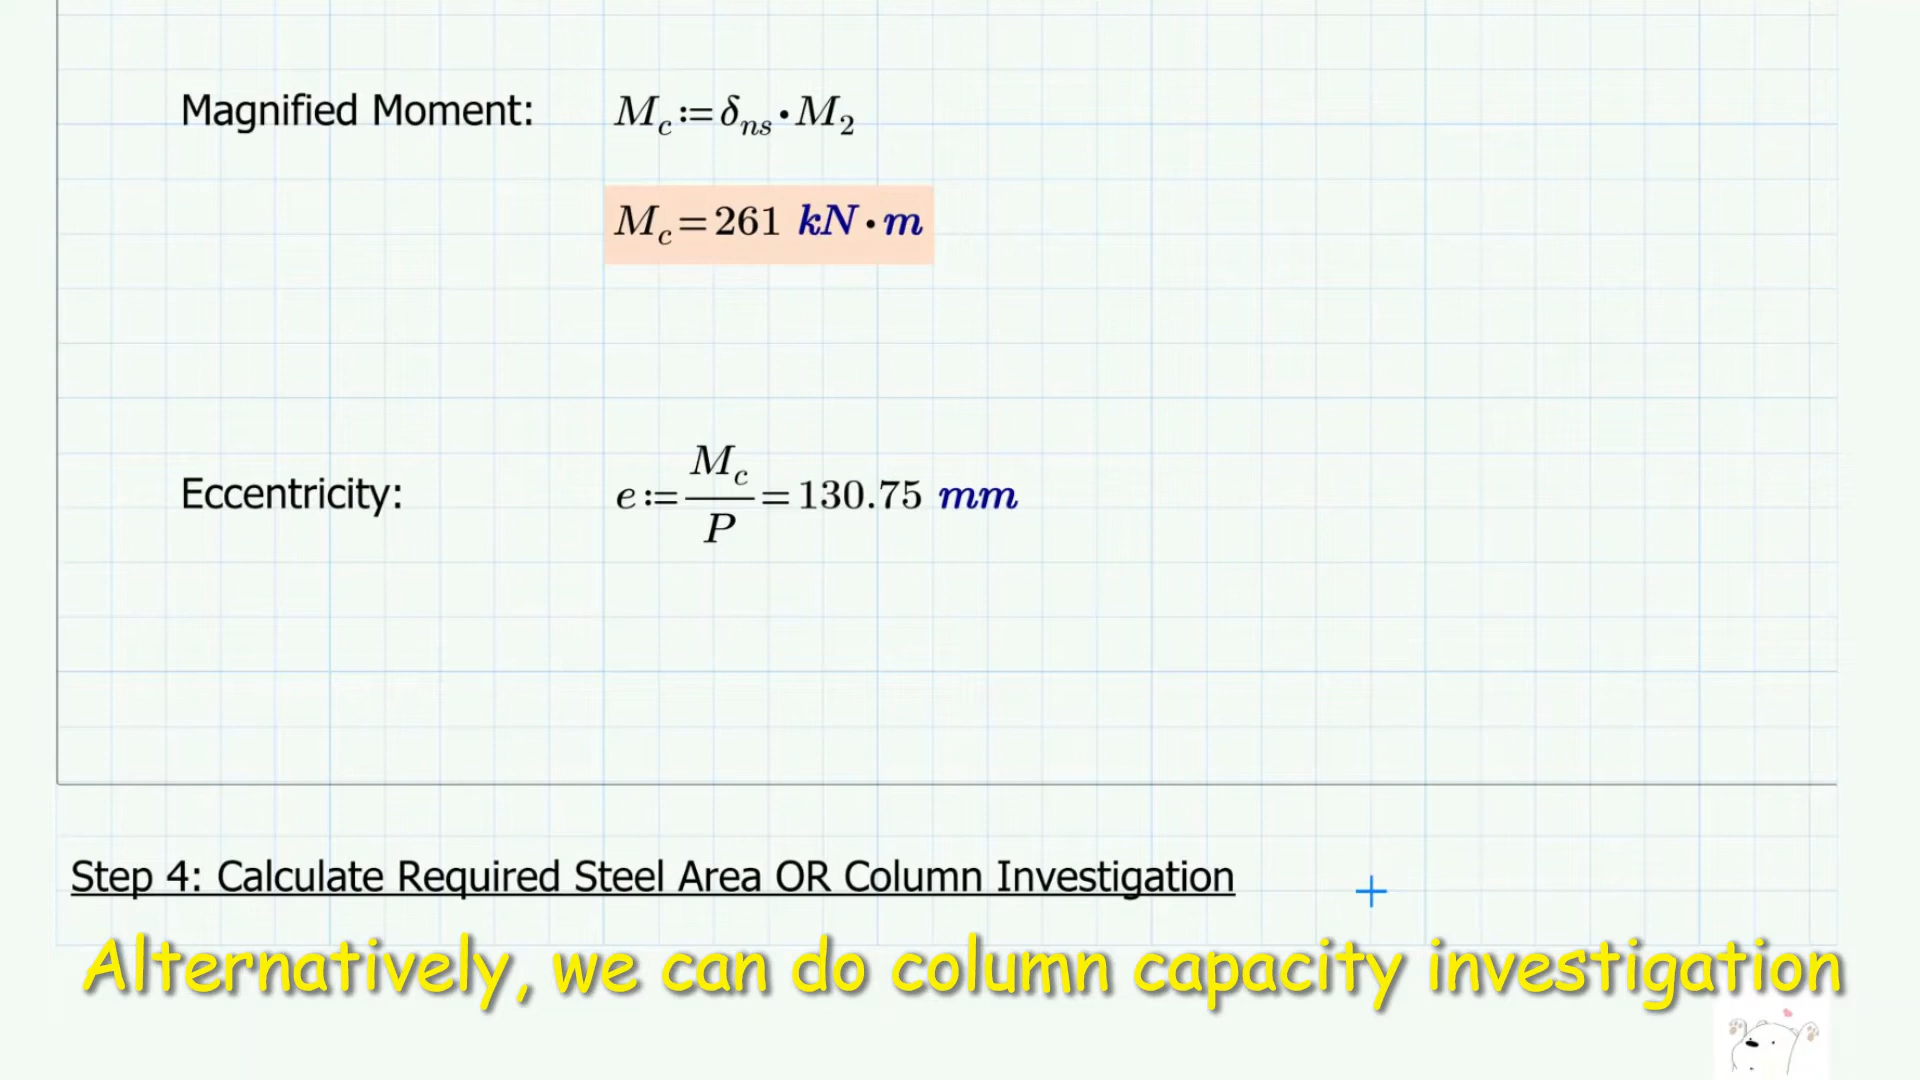 Magnified Moment: M_c := δ_ns · M_2
M_c = 261 kN · m
Eccentricity: e := M_c / P = 130.75 mm
Step 4: Calculate Required Steel Area OR Column Investigation
Alternatively, we can do column capacity investigation